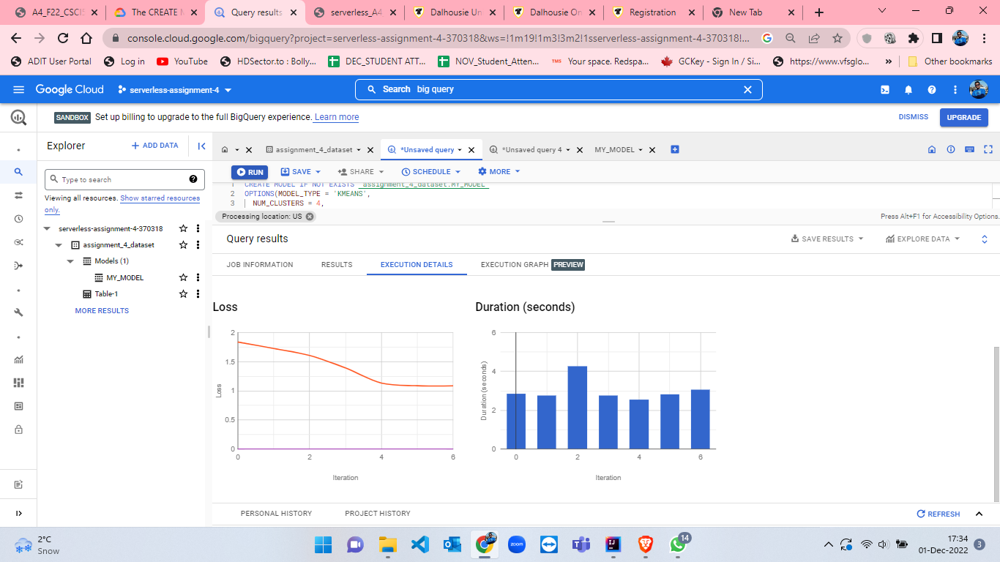 A4_F22_CSCI5
The CREATE M
Query results
serverless_A4
Dalhousie Un
Dalhousie On
Registration
New Tab
console.cloud.google.com/bigquery?project=serverless-assignment-4-370318&ws=!1m19!1m3!3m2!1sserverless-assignment-4-370318!...
ADIT User Portal
Log in
YouTube
HDSector.to : Bolly...
DEC_STUDENT ATT...
NOV_Student_Atten...
TMS Your space. Redspa...
GCKey - Sign In / Si...
https://www.vfsglo...
»
Other bookmarks
Google Cloud
serverless-assignment-4
Search big query
SANDBOX Set up billing to upgrade to the full BigQuery experience. Learn more
DISMISS
UPGRADE
Explorer
+ ADD DATA
assignment_4_dataset
*Unsaved query
*Unsaved query 4
MY_MODEL
RUN
SAVE
SHARE
SCHEDULE
MORE
Type to search
Viewing all resources. Show starred resources
only.
1 CREATE MODEL IF NOT EXISTS `assignment_4_dataset.MY_MODEL`
2 OPTIONS(MODEL_TYPE = 'KMEANS',
3 NUM_CLUSTERS = 4,
Processing location: US
Press Alt+F1 for Accessibility Options.
serverless-assignment-4-370318
assignment_4_dataset
Models (1)
MY_MODEL
Table-1
MORE RESULTS
Query results
SAVE RESULTS
EXPLORE DATA
JOB INFORMATION
RESULTS
EXECUTION DETAILS
EXECUTION GRAPH PREVIEW
Loss
2
1.5
1
0.5
0
Loss
0 2 4 6
Iteration
Duration (seconds)
6
4
2
0
Duration (seconds)
0 2 4 6
Iteration
PERSONAL HISTORY
PROJECT HISTORY
REFRESH
2°C
Snow
zoom
14
17:34
01-Dec-2022
3